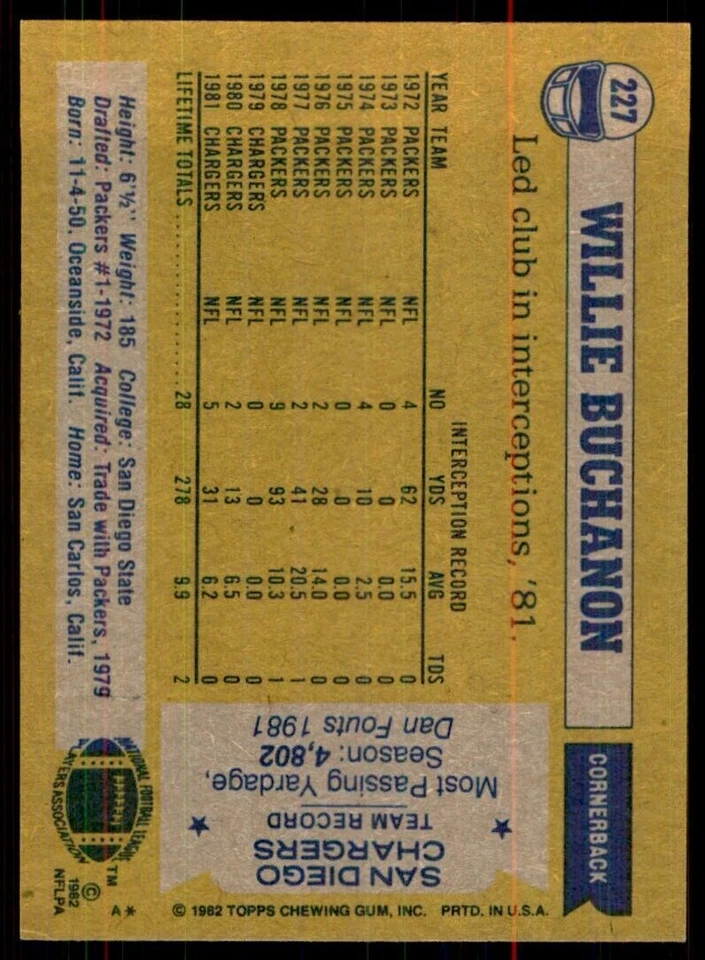 227
WILLIE BUCHANON
CORNERBACK
Led club in interceptions, '81.
INTERCEPTION RECORD
YEAR TEAM NO YDS AVG TDS
1972 PACKERS NFL 4 62 15.5 0
1973 PACKERS NFL 0 0 0.0 0
1974 PACKERS NFL 4 10 2.5 0
1975 PACKERS NFL 0 0 0.0 0
1976 PACKERS NFL 2 28 14.0 0
1977 PACKERS NFL 2 41 20.5 1
1978 PACKERS NFL 9 93 10.3 1
1979 CHARGERS NFL 0 0 0.0 0
1980 CHARGERS NFL 2 13 6.5 0
1981 CHARGERS NFL 5 31 6.2 0
LIFETIME TOTALS 28 278 9.9 2
Height: 6'½" Weight: 185 College: San Diego State
Drafted: Packers #1-1972 Acquired: Trade with Packers, 1979
Born: 11-4-50, Oceanside, Calif. Home: San Carlos, Calif.
SAN DIEGO
CHARGERS
TEAM RECORD
Most Passing Yardage,
Season: 4,802
Dan Fouts 1981
© 1982 TOPPS CHEWING GUM, INC. PRTD. IN U.S.A.
NATIONAL FOOTBALL LEAGUE
PLAYERS ASSOCIATION
TM
© 1982
NFLPA
A*